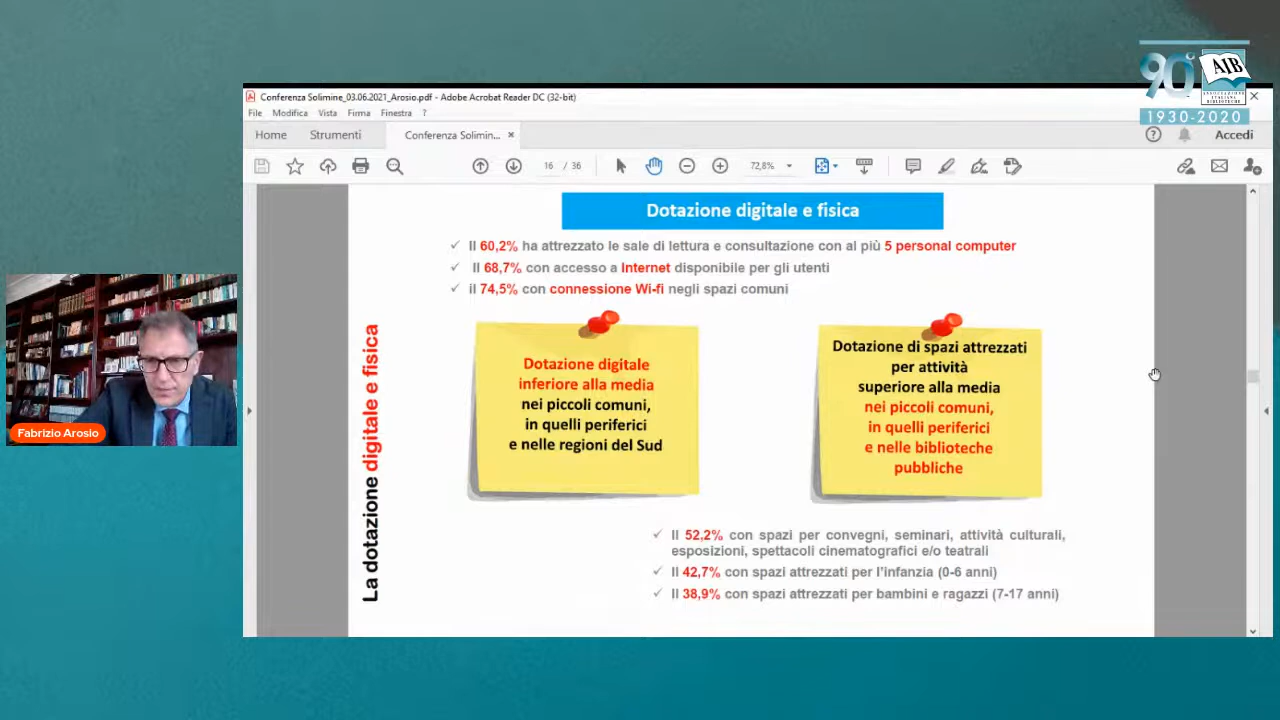 90°
AIB
ASSOCIAZIONE
ITALIANA
BIBLIOTECHE
1930-2020
Conferenza Solimine_03.06.2021_Arosio.pdf - Adobe Acrobat Reader DC (32-bit)
File Modifica Vista Firma Finestra ?
Home Strumenti Conferenza Solimin... × Accedi
16 / 36 72,8%
Dotazione digitale e fisica
Il 60,2% ha attrezzato le sale di lettura e consultazione con al più 5 personal computer
Il 68,7% con accesso a Internet disponibile per gli utenti
il 74,5% con connessione Wi-fi negli spazi comuni
La dotazione digitale e fisica
Dotazione digitale
inferiore alla media
nei piccoli comuni,
in quelli periferici
e nelle regioni del Sud
Dotazione di spazi attrezzati
per attività
superiore alla media
nei piccoli comuni,
in quelli periferici
e nelle biblioteche
pubbliche
Il 52,2% con spazi per convegni, seminari, attività culturali,
esposizioni, spettacoli cinematografici e/o teatrali
Il 42,7% con spazi attrezzati per l'infanzia (0-6 anni)
Il 38,9% con spazi attrezzati per bambini e ragazzi (7-17 anni)
Fabrizio Arosio